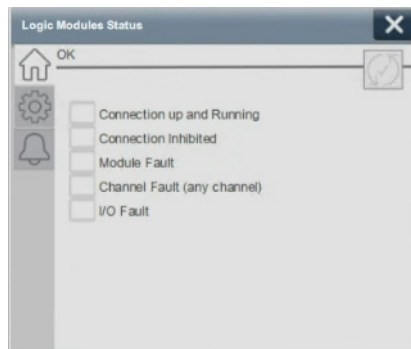 Logic Modules Status
OK
Connection up and Running
Connection Inhibited
Module Fault
Channel Fault (any channel)
I/O Fault